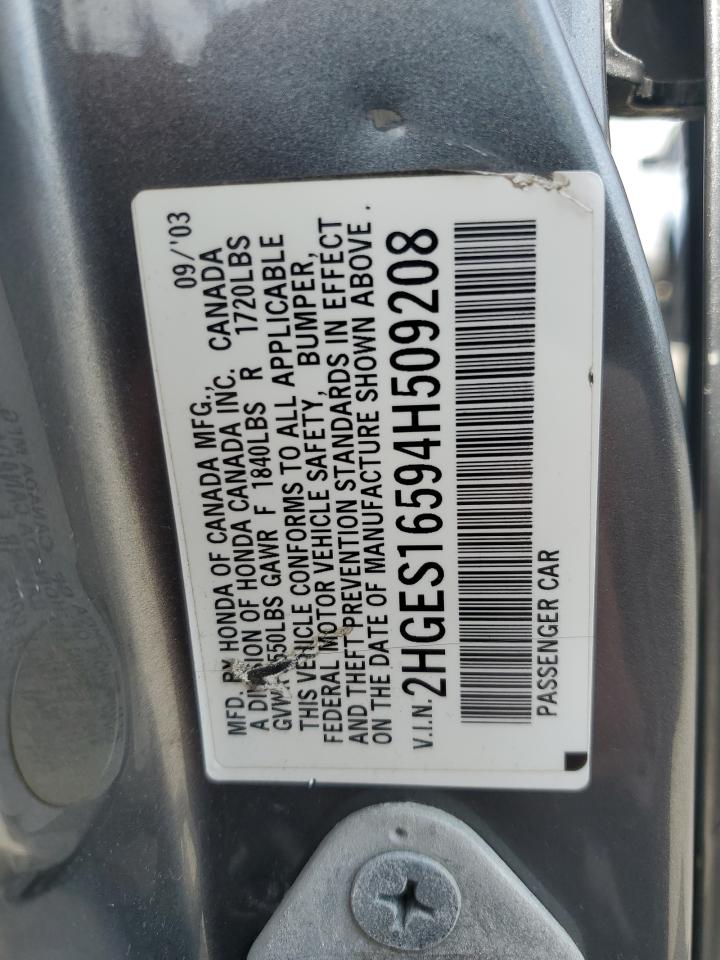 MFD. BY HONDA OF CANADA MFG., 09/'03
A DIVISION OF HONDA CANADA INC. CANADA
GVWR 3550LBS GAWR F 1840LBS R 1720LBS
THIS VEHICLE CONFORMS TO ALL APPLICABLE
FEDERAL MOTOR VEHICLE SAFETY, BUMPER,
AND THEFT PREVENTION STANDARDS IN EFFECT
ON THE DATE OF MANUFACTURE SHOWN ABOVE.
V.I.N. 2HGES16594H509208
PASSENGER CAR